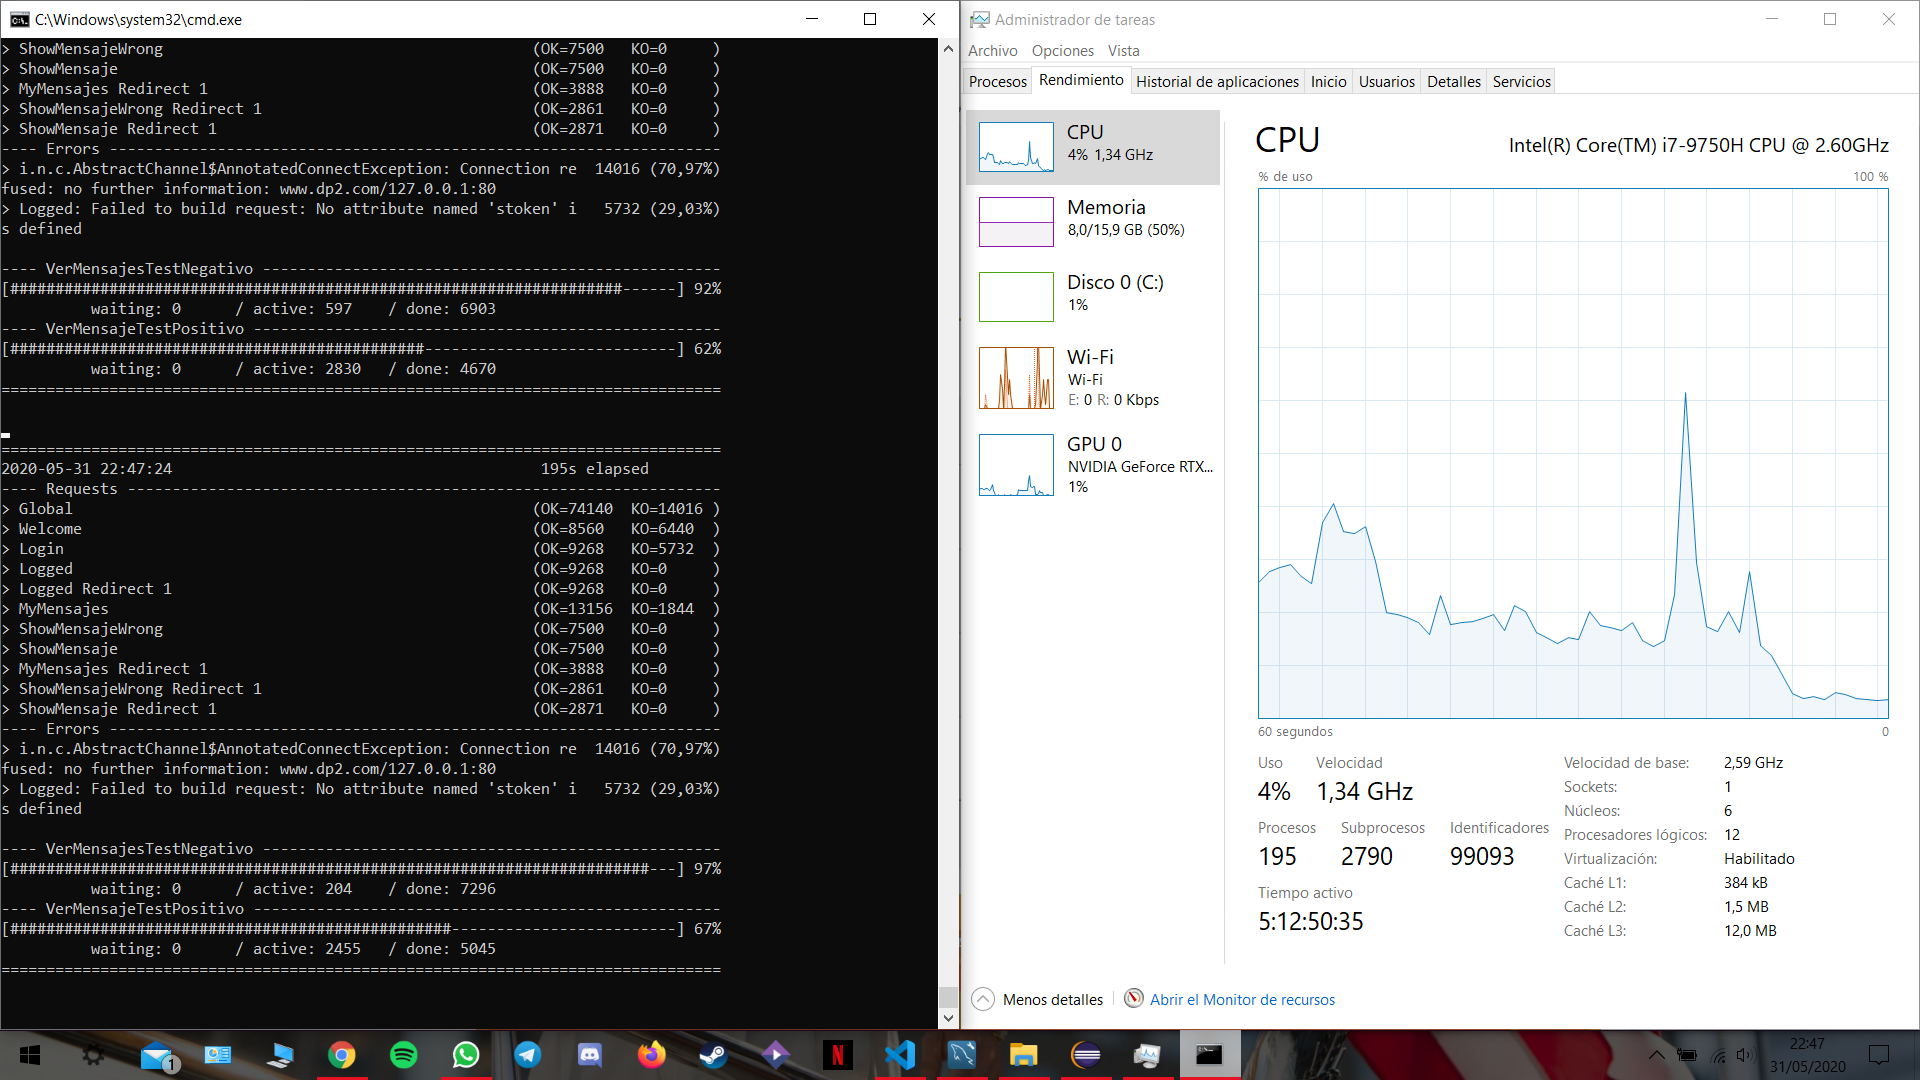 C:\Windows\system32\cmd.exe
> ShowMensajeWrong (OK=7500 KO=0 )
> ShowMensaje (OK=7500 KO=0 )
> MyMensajes Redirect 1 (OK=3888 KO=0 )
> ShowMensajeWrong Redirect 1 (OK=2861 KO=0 )
> ShowMensaje Redirect 1 (OK=2871 KO=0 )
---- Errors --------------------------------------------------------------------
> i.n.c.AbstractChannel$AnnotatedConnectException: Connection re 14016 (70,97%)
fused: no further information: www.dp2.com/127.0.0.1:80
> Logged: Failed to build request: No attribute named 'stoken' i 5732 (29,03%)
s defined
---- VerMensajesTestNegativo ---------------------------------------------------
[####################################################################------] 92%
waiting: 0 / active: 597 / done: 6903
---- VerMensajeTestPositivo ----------------------------------------------------
[##############################################----------------------------] 62%
waiting: 0 / active: 2830 / done: 4670
================================================================================
================================================================================
2020-05-31 22:47:24 195s elapsed
---- Requests ------------------------------------------------------------------
> Global (OK=74140 KO=14016 )
> Welcome (OK=8560 KO=6440 )
> Login (OK=9268 KO=5732 )
> Logged (OK=9268 KO=0 )
> Logged Redirect 1 (OK=9268 KO=0 )
> MyMensajes (OK=13156 KO=1844 )
> ShowMensajeWrong (OK=7500 KO=0 )
> ShowMensaje (OK=7500 KO=0 )
> MyMensajes Redirect 1 (OK=3888 KO=0 )
> ShowMensajeWrong Redirect 1 (OK=2861 KO=0 )
> ShowMensaje Redirect 1 (OK=2871 KO=0 )
---- Errors --------------------------------------------------------------------
> i.n.c.AbstractChannel$AnnotatedConnectException: Connection re 14016 (70,97%)
fused: no further information: www.dp2.com/127.0.0.1:80
> Logged: Failed to build request: No attribute named 'stoken' i 5732 (29,03%)
s defined
---- VerMensajesTestNegativo ---------------------------------------------------
[#######################################################################---] 97%
waiting: 0 / active: 204 / done: 7296
---- VerMensajeTestPositivo ----------------------------------------------------
[#################################################-------------------------] 67%
waiting: 0 / active: 2455 / done: 5045
================================================================================
Administrador de tareas
Archivo Opciones Vista
Procesos Rendimiento Historial de aplicaciones Inicio Usuarios Detalles Servicios
CPU
4% 1,34 GHz
Memoria
8,0/15,9 GB (50%)
Disco 0 (C:)
1%
Wi-Fi
Wi-Fi
E: 0 R: 0 Kbps
GPU 0
NVIDIA GeForce RTX...
1%
CPU Intel(R) Core(TM) i7-9750H CPU @ 2.60GHz
% de uso 100 %
60 segundos 0
Uso Velocidad
4% 1,34 GHz
Procesos Subprocesos Identificadores
195 2790 99093
Tiempo activo
5:12:50:35
Velocidad de base: 2,59 GHz
Sockets: 1
Núcleos: 6
Procesadores lógicos: 12
Virtualización: Habilitado
Caché L1: 384 kB
Caché L2: 1,5 MB
Caché L3: 12,0 MB
Menos detalles Abrir el Monitor de recursos
1
N
22:47
31/05/2020